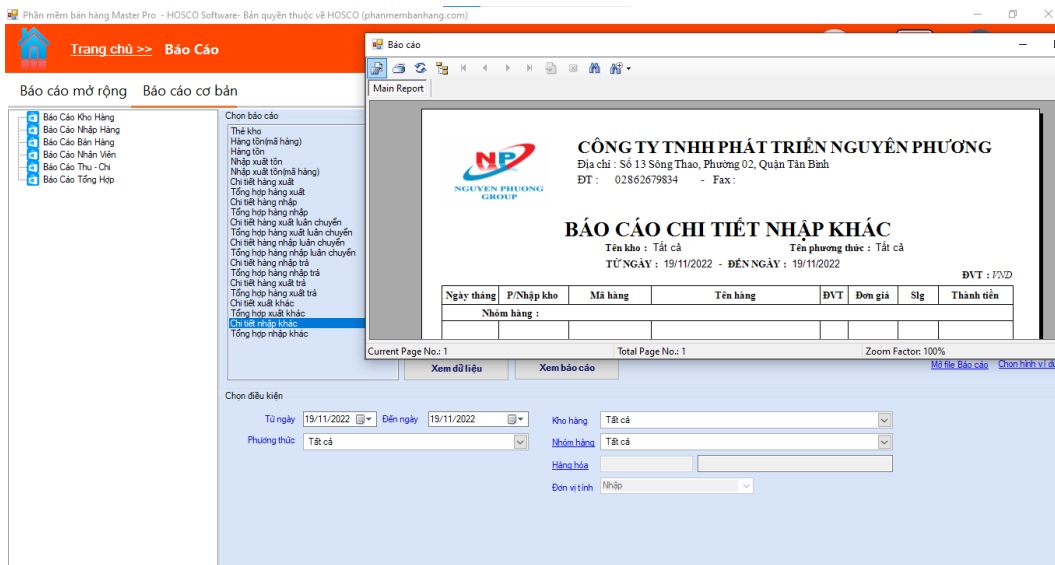 Phần mềm bán hàng Master Pro - HOSCO Software- Bản quyền thuộc về HOSCO (phanmembanhang.com)
Trang chủ >> Báo Cáo
Báo cáo mở rộng Báo cáo cơ bản
Báo Cáo Kho Hàng
Báo Cáo Nhập Hàng
Báo Cáo Bán Hàng
Báo Cáo Nhân Viên
Báo Cáo Thu - Chi
Báo Cáo Tổng Hợp
Chọn báo cáo
Thẻ kho
Hàng tồn(mã hàng)
Hàng tồn
Nhập xuất tồn
Nhập xuất tồn(mã hàng)
Chi tiết hàng xuất
Tổng hợp hàng xuất
Chi tiết hàng nhập
Tổng hợp hàng nhập
Chi tiết hàng xuất luân chuyển
Tổng hợp hàng xuất luân chuyển
Chi tiết hàng nhập luân chuyển
Tổng hợp hàng nhập luân chuyển
Chi tiết hàng nhập trả
Tổng hợp hàng nhập trả
Chi tiết hàng xuất trả
Tổng hợp hàng xuất trả
Chi tiết xuất khác
Tổng hợp xuất khác
Chi tiết nhập khác
Tổng hợp nhập khác
Báo cáo
Main Report
NP
NGUYEN PHUONG
GROUP
CÔNG TY TNHH PHÁT TRIỂN NGUYÊN PHƯƠNG
Địa chỉ : Số 13 Sông Thao, Phường 02, Quận Tân Bình
ĐT : 02862679834 - Fax :
BÁO CÁO CHI TIẾT NHẬP KHÁC
Tên kho : Tất cả Tên phương thức : Tất cả
TỪ NGÀY : 19/11/2022 - ĐẾN NGÀY : 19/11/2022
ĐVT : VND
Ngày tháng P/Nhập kho Mã hàng Tên hàng ĐVT Đơn giá Slg Thành tiền
Nhóm hàng :
Current Page No.: 1 Total Page No.: 1 Zoom Factor: 100%
Xem dữ liệu Xem báo cáo Mở file Báo cáo Chọn hình ví dụ
Chọn điều kiện
Từ ngày 19/11/2022 Đến ngày 19/11/2022 Kho hàng Tất cả
Phương thức Tất cả Nhóm hàng Tất cả
Hàng hóa
Đơn vị tính Nhập